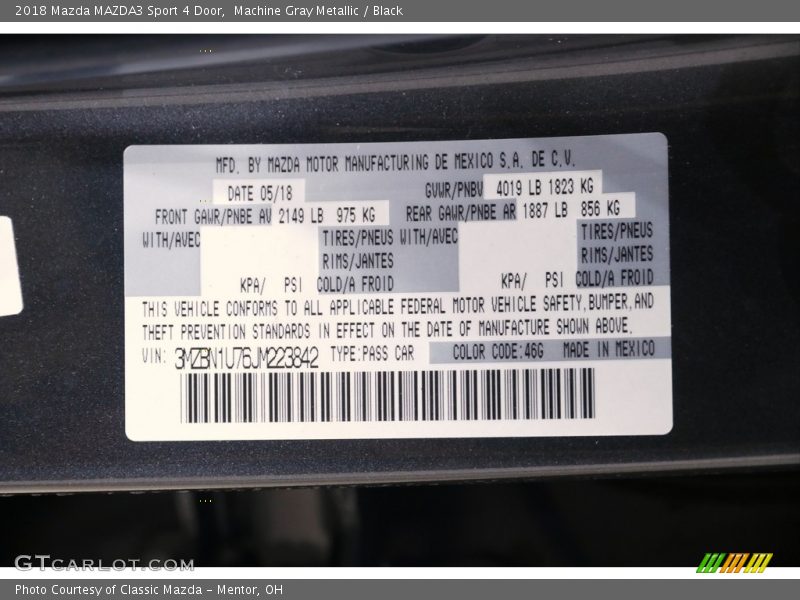 2018 Mazda MAZDA3 Sport 4 Door, Machine Gray Metallic / Black
MFD. BY MAZDA MOTOR MANUFACTURING DE MEXICO S.A. DE C.V.
DATE 05/18 GVWR/PNBV 4019 LB 1823 KG
FRONT GAWR/PNBE AV 2149 LB 975 KG REAR GAWR/PNBE AR 1887 LB 856 KG
WITH/AVEC TIRES/PNEUS WITH/AVEC TIRES/PNEUS
RIMS/JANTES RIMS/JANTES
KPA/ PSI COLD/A FROID KPA/ PSI COLD/A FROID
THIS VEHICLE CONFORMS TO ALL APPLICABLE FEDERAL MOTOR VEHICLE SAFETY,BUMPER,AND
THEFT PREVENTION STANDARDS IN EFFECT ON THE DATE OF MANUFACTURE SHOWN ABOVE.
VIN: 3MZBN1U76JM223842 TYPE:PASS CAR COLOR CODE:46G MADE IN MEXICO
GTCARLOT.COM
Photo Courtesy of Classic Mazda - Mentor, OH